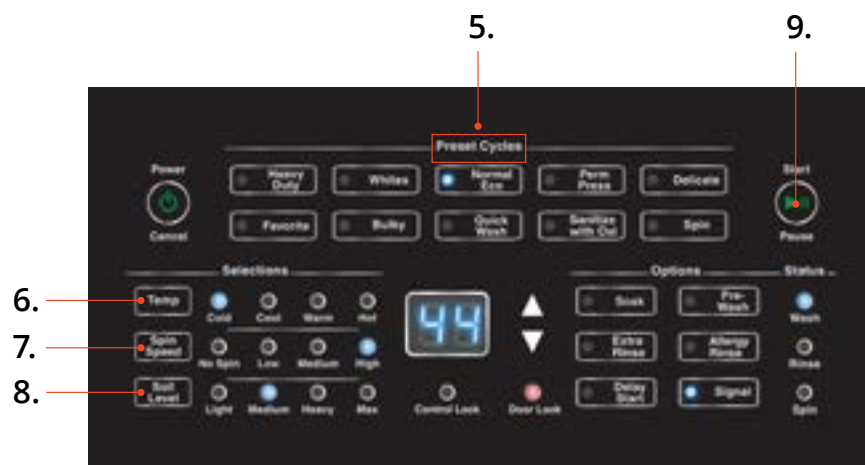 5.
9.
Preset Cycles
Power
Cancel
Heavy
Duty
Whites
Normal
Eco
Perm
Press
Delicate
Start
Pause
Favorite
Bulky
Quick
Wash
Sanitize
with Oxi
Spin
Selections
Options
Status
6.
Temp
Cold
Cool
Warm
Hot
44
Soak
Pre-
Wash
Wash
7.
Spin
Speed
No Spin
Low
Medium
High
Extra
Rinse
Allergy
Rinse
Rinse
8.
Soil
Level
Light
Medium
Heavy
Max
Control Lock
Door Lock
Delay
Start
Signal
Spin